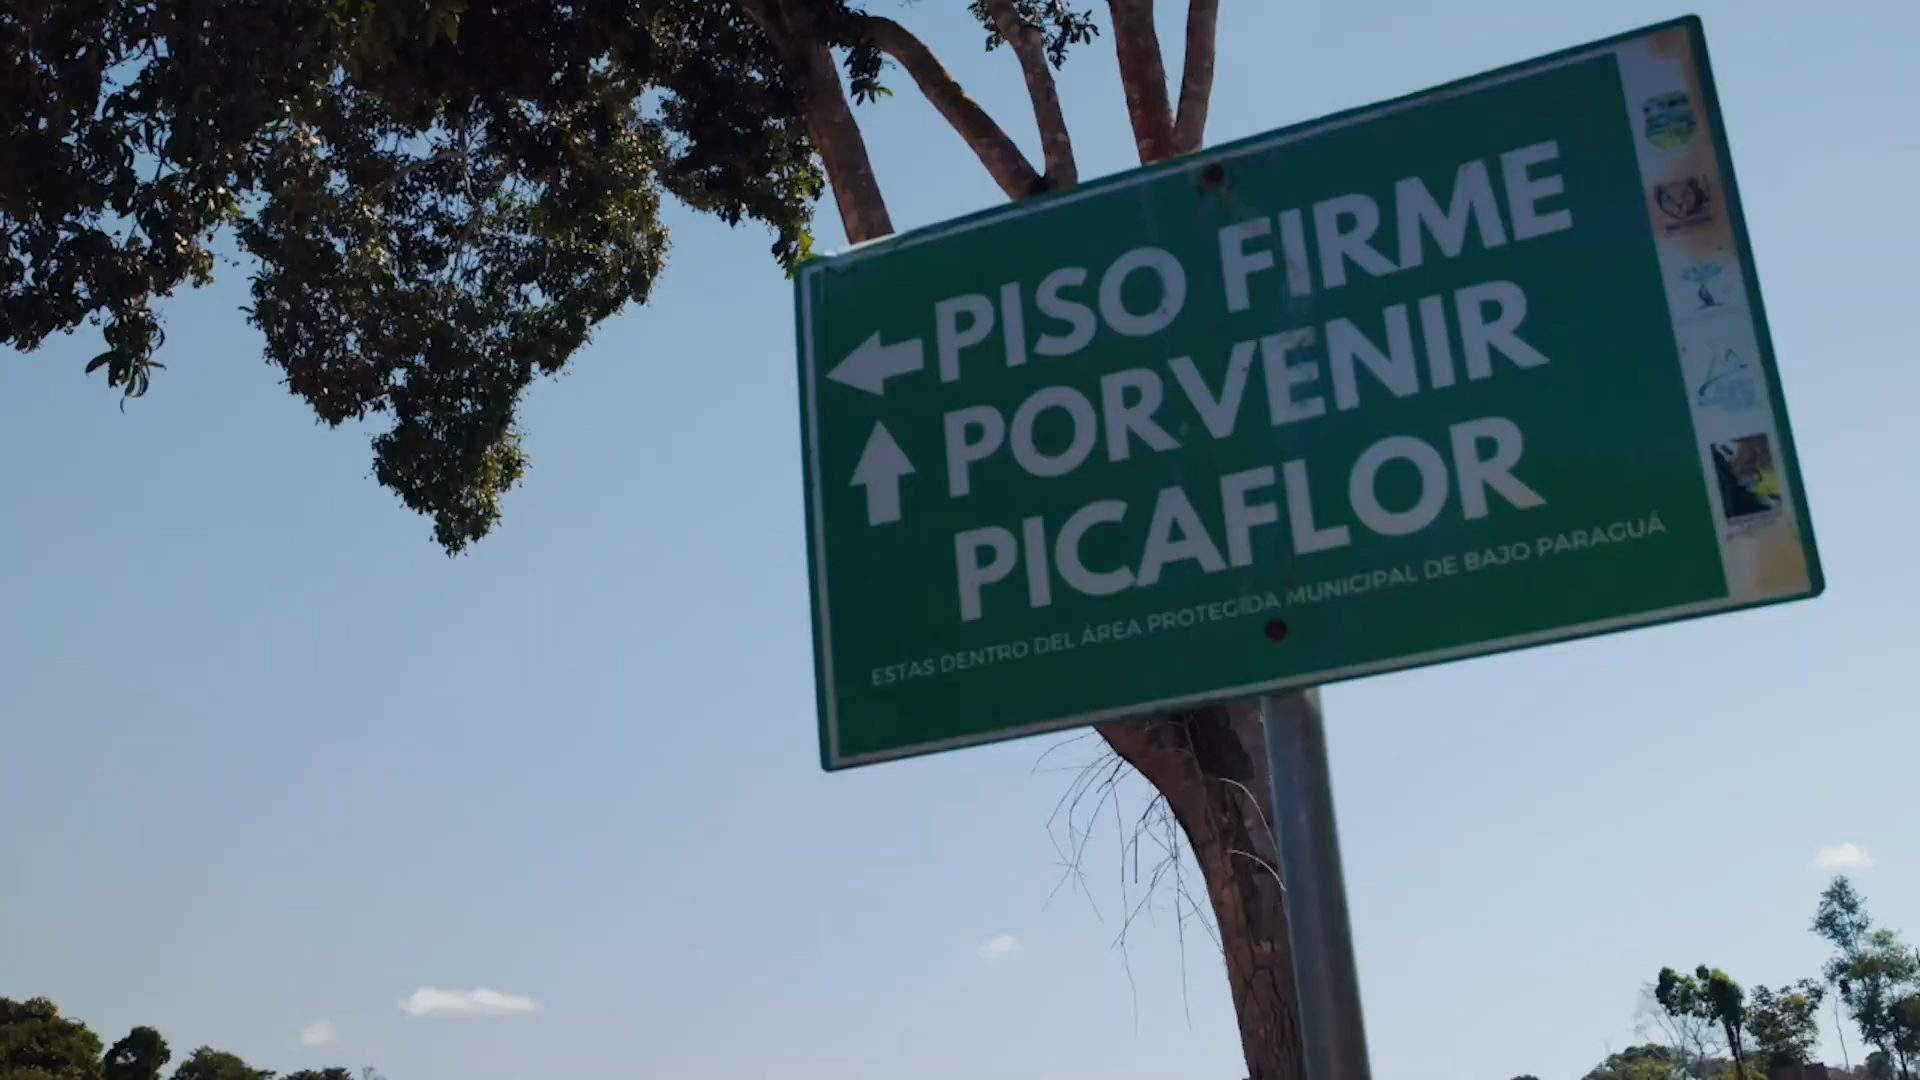 PISO FIRME
PORVENIR
PICAFLOR
ESTAS DENTRO DEL ÁREA PROTEGIDA MUNICIPAL DE BAJO PARAGUÁ